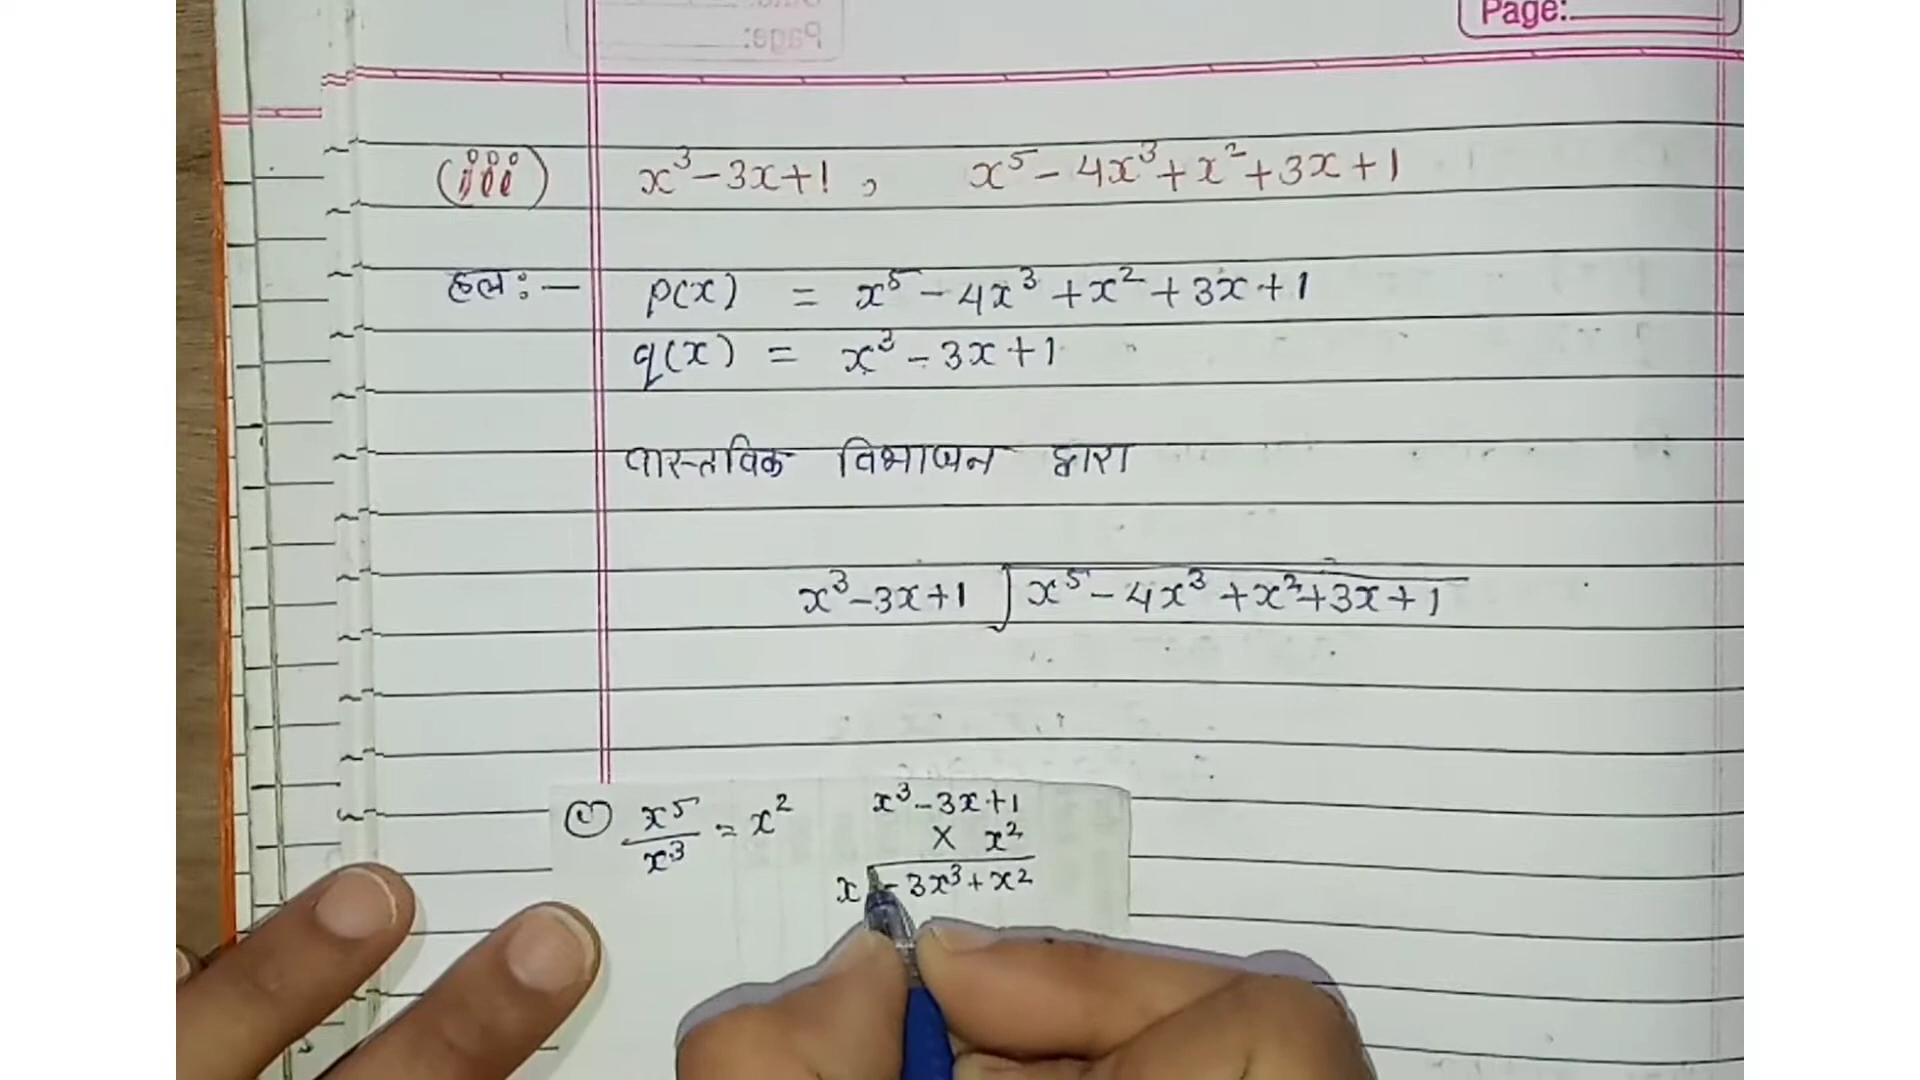 Page:
(iii) x³-3x+1 , x⁵-4x³+x²+3x+1
हल:- p(x) = x⁵-4x³+x²+3x+1
q(x) = x³-3x+1
वास्तविक विभाजन द्वारा
x³-3x+1 ) x⁵-4x³+x²+3x+1
x⁵/x³ = x²
x³-3x+1
× x²
x -3x³+x²